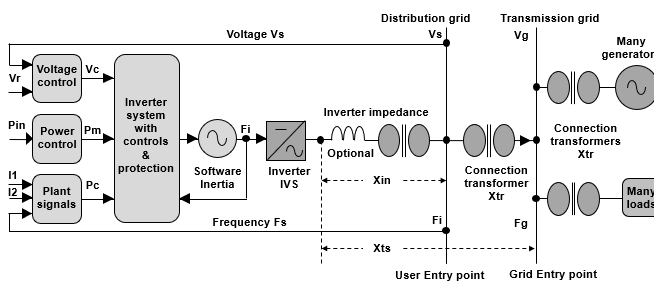 Distribution grid
Transmission grid
Voltage Vs
Vs
Vg
Many
generator
Voltage
control
Vc
Vr
Inverter
system
with
controls
&
protection
Pin
Power
control
Pm
Fi
Software
Inertia
Inverter
IVS
Inverter impedance
Optional
Connection
transformer
Xtr
Connection
transformers
Xtr
I1
I2
Plant
signals
Pc
Xin
Many
loads
Frequency Fs
Fi
Fg
Xts
User Entry point
Grid Entry point